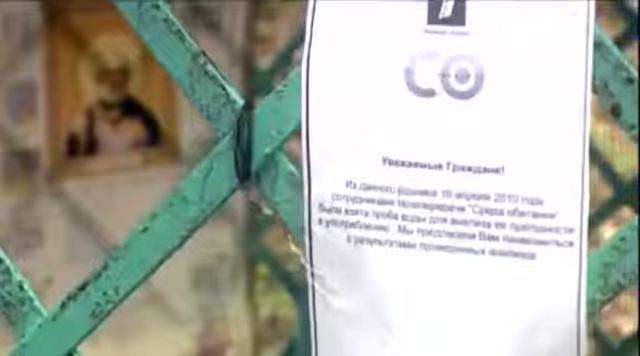 СО
Уважаемые Граждане!
Из данного родника 10 апреля 2010 года
сотрудниками телепередачи "Среда обитания"
была взята проба воды для анализа ее пригодности
к употреблению. Мы предлагаем Вам ознакомиться
с результатами проведенных анализов